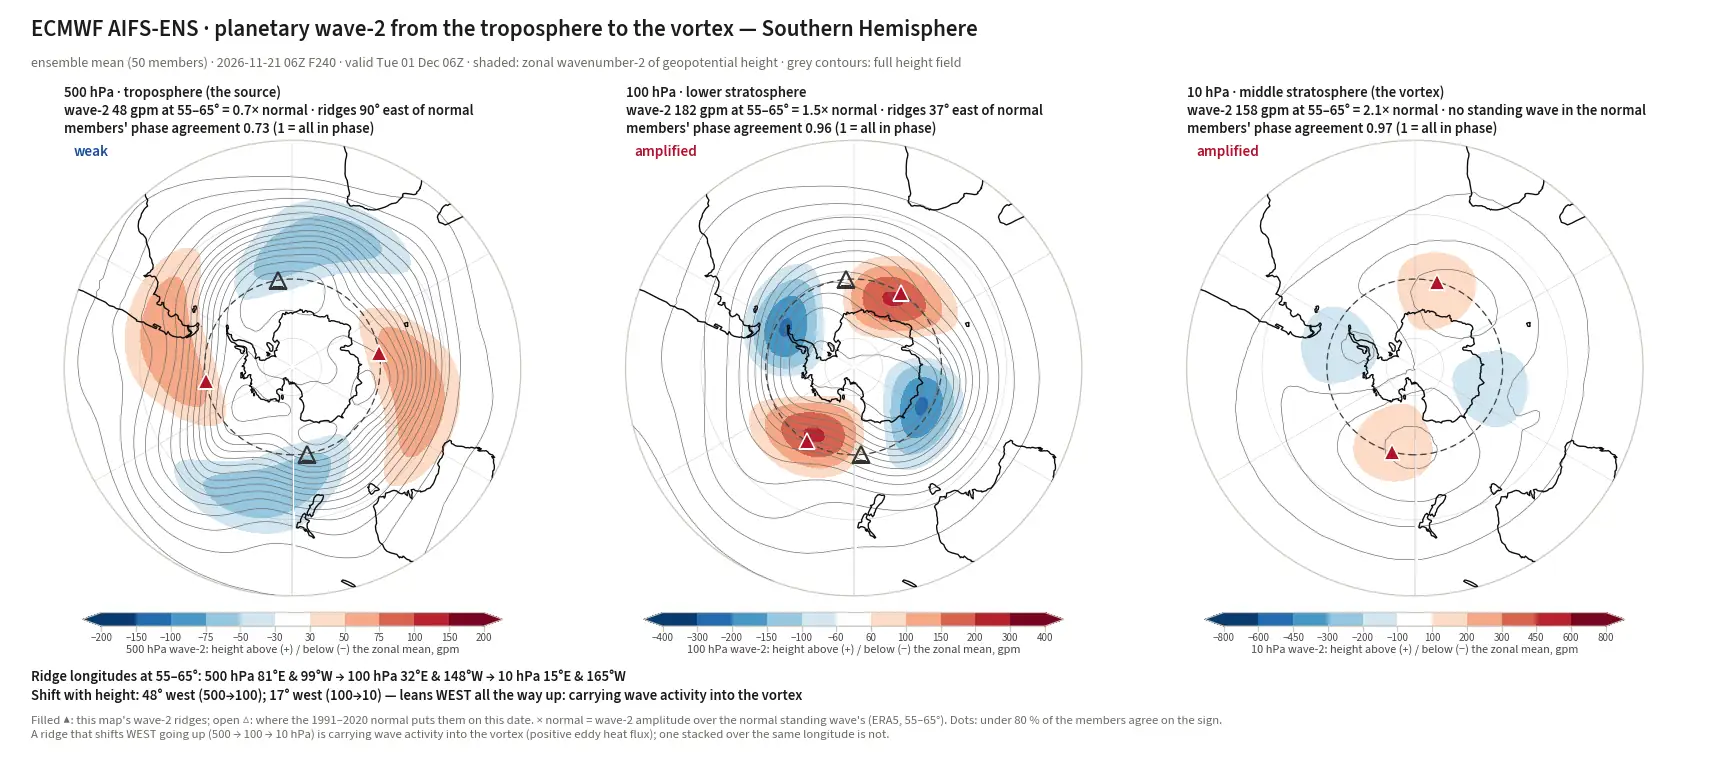 ECMWF AIFS-ENS · planetary wave-2 from the troposphere to the vortex — Southern Hemisphere
ensemble mean (50 members) · 2026-11-21 06Z F240 · valid Tue 01 Dec 06Z · shaded: zonal wavenumber-2 of geopotential height · grey contours: full height field
500 hPa · troposphere (the source)
wave-2 48 gpm at 55–65° = 0.7× normal · ridges 90° east of normal
members' phase agreement 0.73 (1 = all in phase)
weak
100 hPa · lower stratosphere
wave-2 182 gpm at 55–65° = 1.5× normal · ridges 37° east of normal
members' phase agreement 0.96 (1 = all in phase)
amplified
10 hPa · middle stratosphere (the vortex)
wave-2 158 gpm at 55–65° = 2.1× normal · no standing wave in the normal
members' phase agreement 0.97 (1 = all in phase)
amplified
−200 −150 −100 −75 −50 −30 30 50 75 100 150 200
500 hPa wave-2: height above (+) / below (−) the zonal mean, gpm
−400 −300 −200 −150 −100 −60 60 100 150 200 300 400
100 hPa wave-2: height above (+) / below (−) the zonal mean, gpm
−800 −600 −450 −300 −200 −100 100 200 300 450 600 800
10 hPa wave-2: height above (+) / below (−) the zonal mean, gpm
Ridge longitudes at 55–65°: 500 hPa 81°E & 99°W → 100 hPa 32°E & 148°W → 10 hPa 15°E & 165°W
Shift with height: 48° west (500→100); 17° west (100→10) — leans WEST all the way up: carrying wave activity into the vortex
Filled ▲: this map's wave-2 ridges; open △: where the 1991–2020 normal puts them on this date. × normal = wave-2 amplitude over the normal standing wave's (ERA5, 55–65°). Dots: under 80 % of the members agree on the sign.
A ridge that shifts WEST going up (500 → 100 → 10 hPa) is carrying wave activity into the vortex (positive eddy heat flux); one stacked over the same longitude is not.